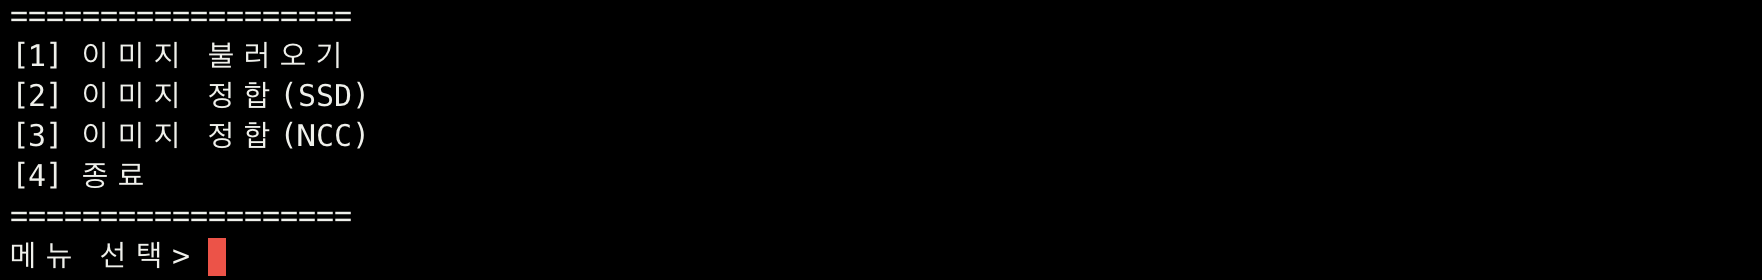 ===================
[1] 이미지 불러오기
[2] 이미지 정합(SSD)
[3] 이미지 정합(NCC)
[4] 종료
===================
메뉴 선택>